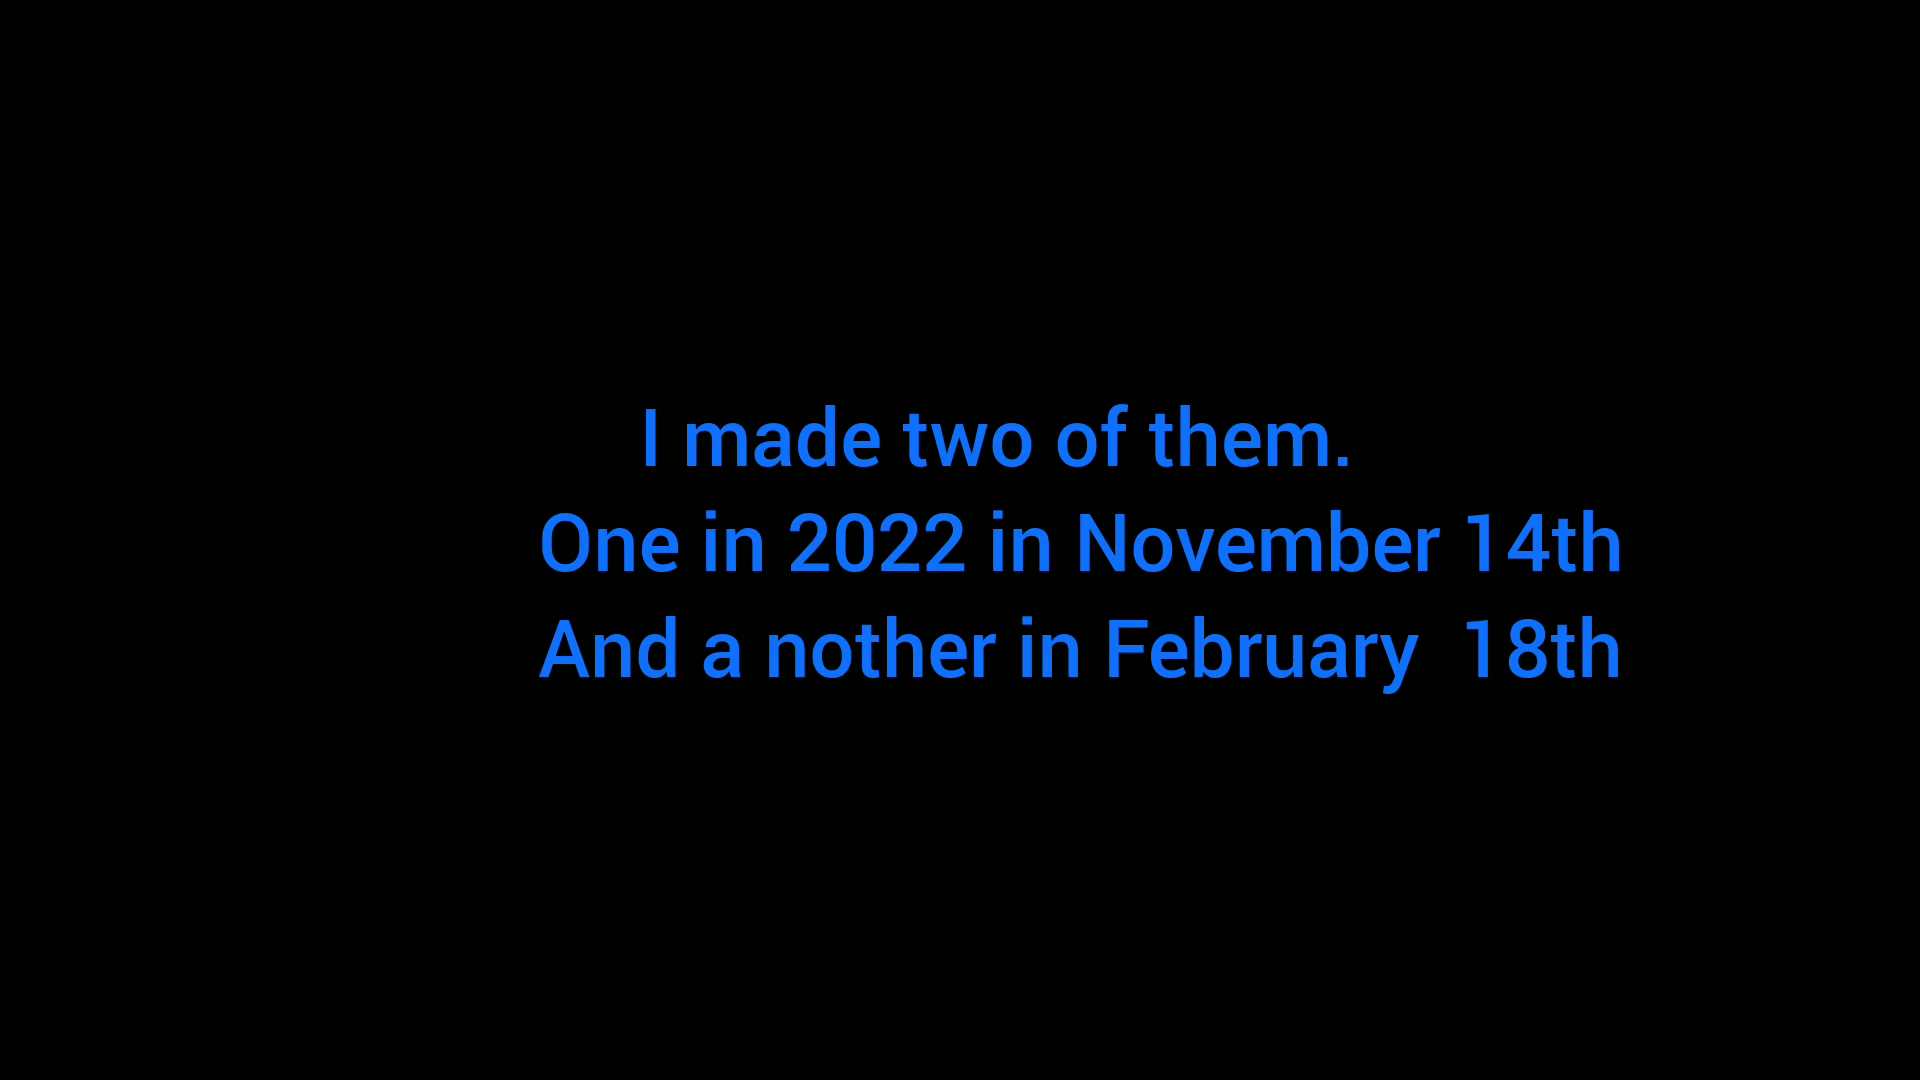 I made two of them.
One in 2022 in November 14th
And a nother in February  18th